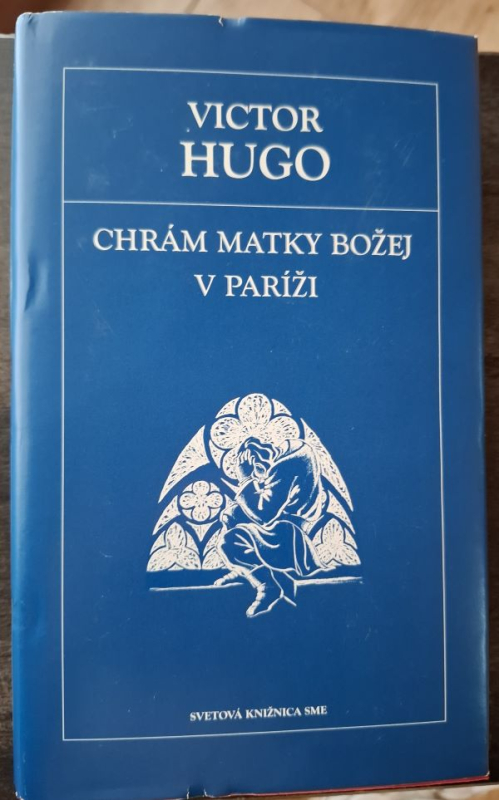 VICTOR
HUGO
CHRÁM MATKY BOŽEJ
V PARÍŽI
SVETOVÁ KNIŽNICA SME